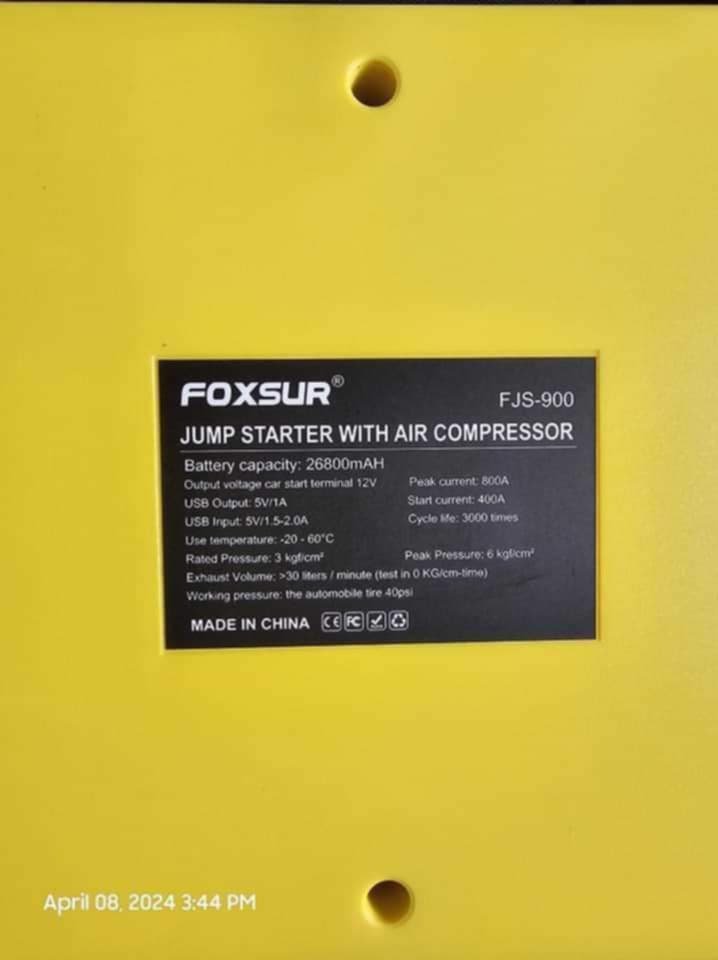 FOXSUR®
FJS-900
JUMP STARTER WITH AIR COMPRESSOR
Battery capacity: 26800mAH
Output voltage car start terminal 12V
Peak current: 800A
USB Output: 5V/1A
Start current: 400A
USB Input: 5V/1.5-2.0A
Cycle life: 3000 times
Use temperature: -20 - 60°C
Rated Pressure: 3 kgf/cm²
Peak Pressure: 6 kgf/cm²
Exhaust Volume: >30 liters / minute (test in 0 KG/cm-time)
Working pressure: the automobile tire 40psi
MADE IN CHINA CE FC
April 08, 2024 3:44 PM